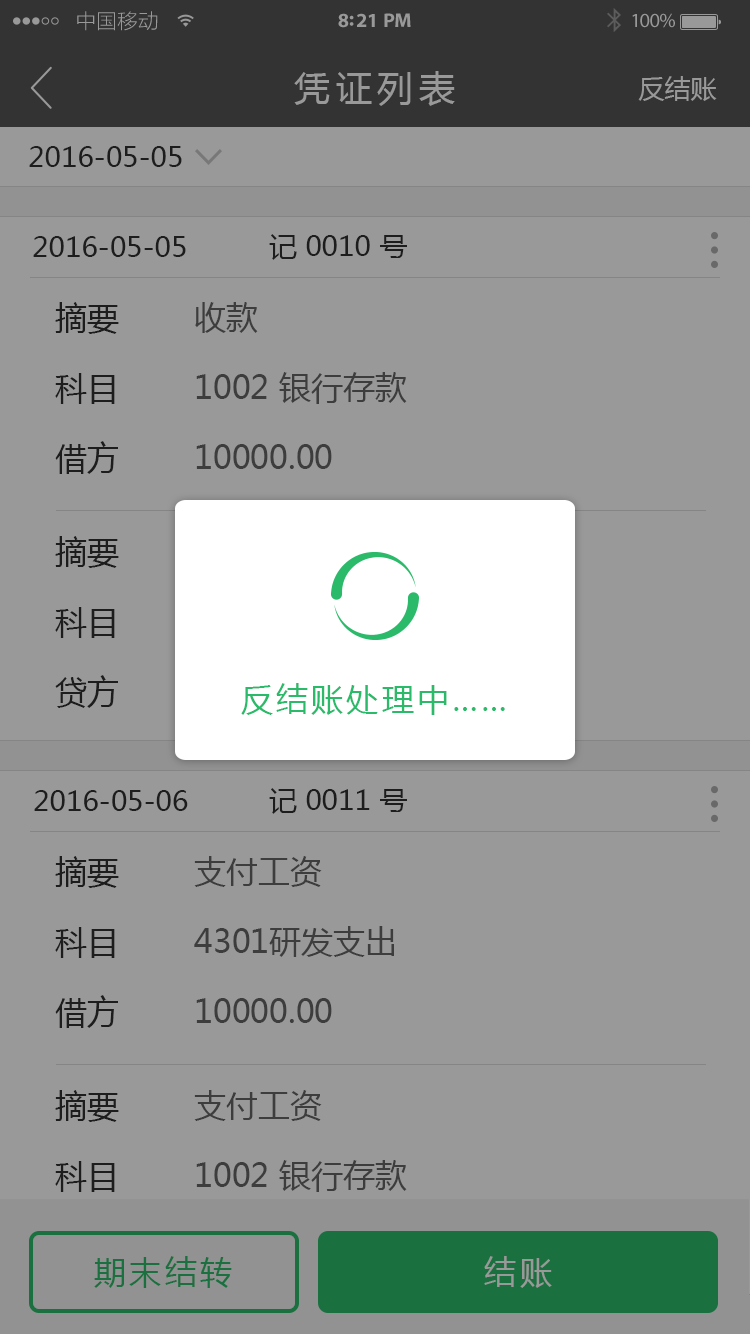 中国移动 8:21 PM 100%
凭证列表 反结账
2016-05-05
2016-05-05 记 0010 号
摘要 收款
科目 1002 银行存款
借方 10000.00
摘要
科目
贷方
反结账处理中……
2016-05-06 记 0011 号
摘要 支付工资
科目 4301研发支出
借方 10000.00
摘要 支付工资
科目 1002 银行存款
期末结转 结账